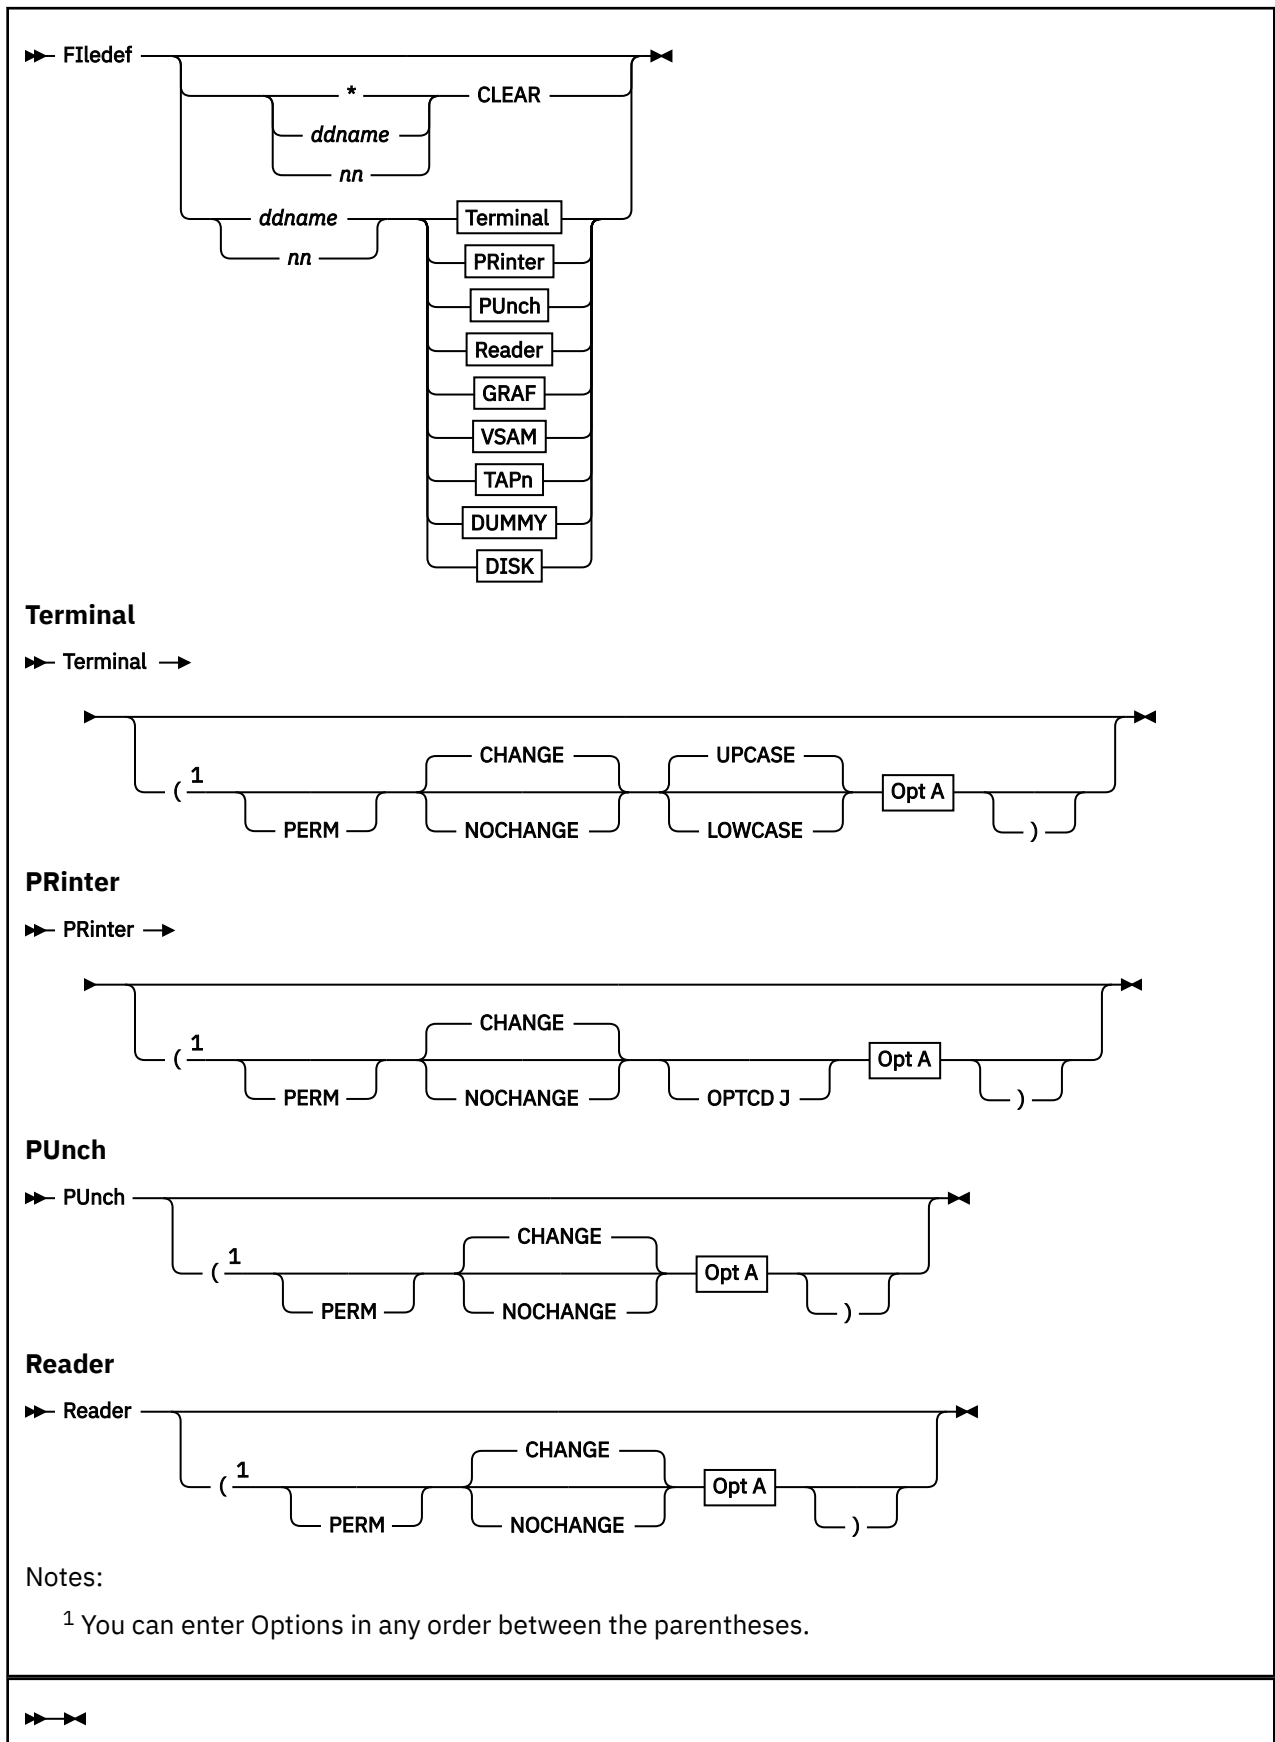 FIledef
* CLEAR
ddname
nn
ddname Terminal
nn
PRinter
PUnch
Reader
GRAF
VSAM
TAPn
DUMMY
DISK
Terminal
Terminal
CHANGE UPCASE
( 1 Opt A
PERM NOCHANGE LOWCASE )
PRinter
PRinter
CHANGE
( 1 Opt A
PERM NOCHANGE OPTCD J )
PUnch
PUnch
CHANGE
( 1 Opt A
PERM NOCHANGE )
Reader
Reader
CHANGE
( 1 Opt A
PERM NOCHANGE )
Notes:
1 You can enter Options in any order between the parentheses.